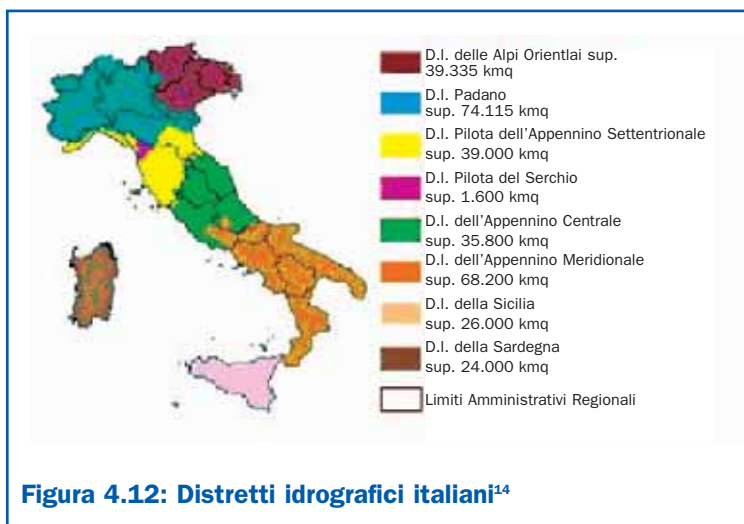 D.I. delle Alpi Orientlai sup.
39.335 kmq
D.I. Padano
sup. 74.115 kmq
D.I. Pilota dell'Appennino Settentrionale
sup. 39.000 kmq
D.I. Pilota del Serchio
sup. 1.600 kmq
D.I. dell'Appennino Centrale
sup. 35.800 kmq
D.I. dell'Appennino Meridionale
sup. 68.200 kmq
D.I. della Sicilia
sup. 26.000 kmq
D.I. della Sardegna
sup. 24.000 kmq
Limiti Amministrativi Regionali
Figura 4.12: Distretti idrografici italiani¹⁴